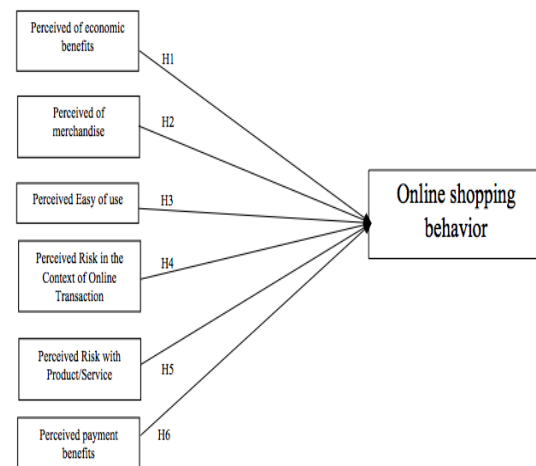 Perceived of economic
benefits
H1
Perceived of
merchandise
H2
Perceived Easy of use
H3
Perceived Risk in the
Context of Online
Transaction
H4
Perceived Risk with
Product/Service
H5
Perceived payment
benefits
H6
Online shopping
behavior